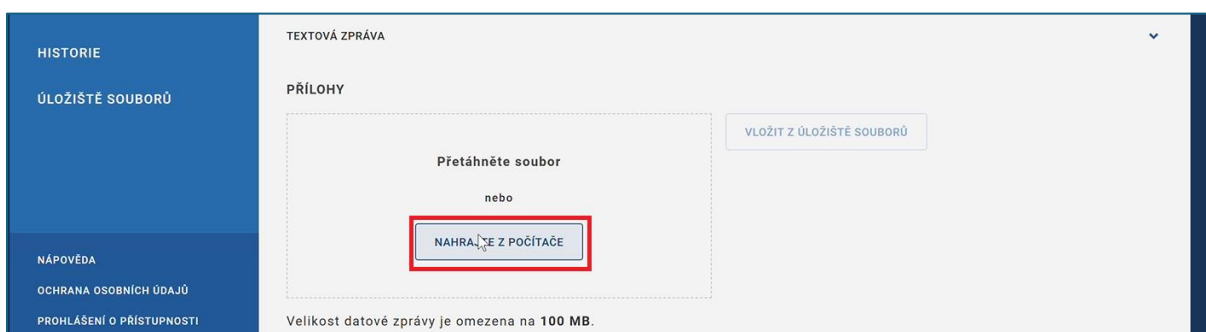 HISTORIE
ÚLOŽIŠTĚ SOUBORŮ
NÁPOVĚDA
OCHRANA OSOBNÍCH ÚDAJŮ
PROHLÁŠENÍ O PŘÍSTUPNOSTI
TEXTOVÁ ZPRÁVA
PŘÍLOHY
Přetáhněte soubor
nebo
NAHRAJTE Z POČÍTAČE
VLOŽIT Z ÚLOŽIŠTĚ SOUBORŮ
Velikost datové zprávy je omezena na 100 MB.